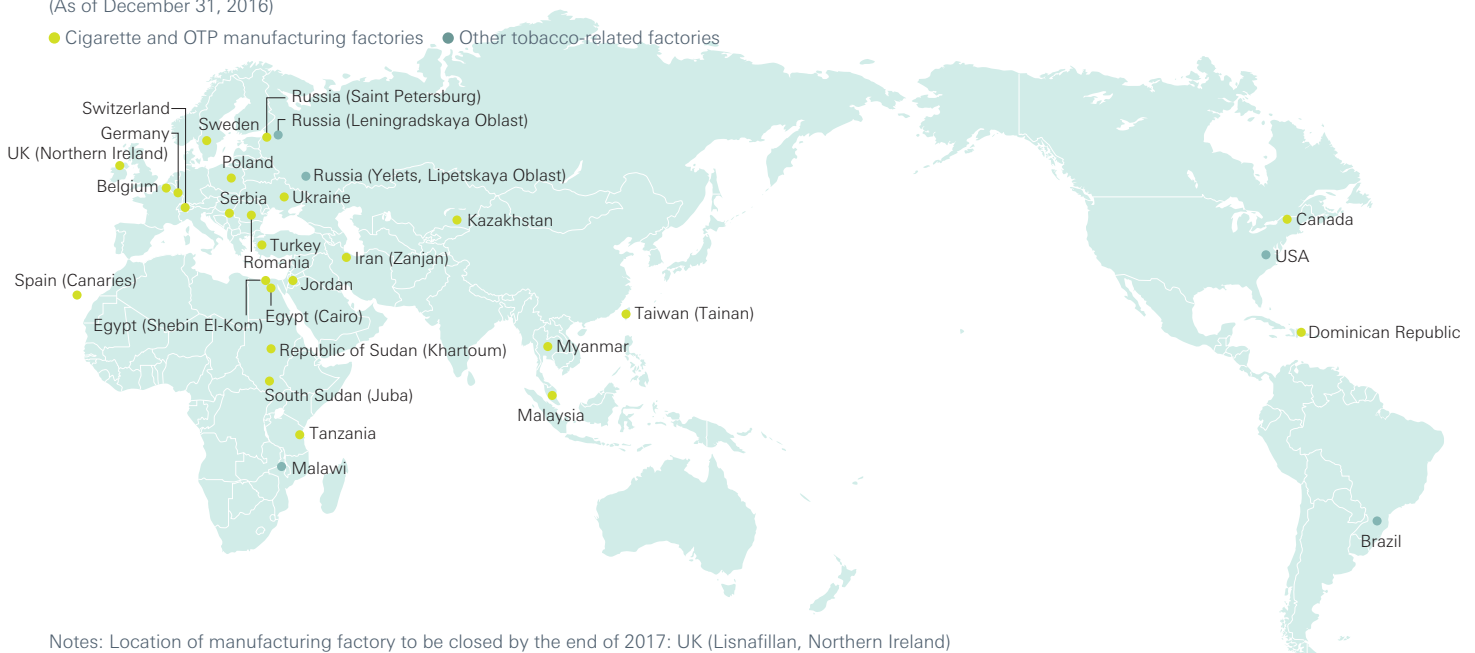 (As of December 31, 2016)
Cigarette and OTP manufacturing factories Other tobacco-related factories
Russia (Saint Petersburg)
Switzerland
Russia (Leningradskaya Oblast)
Sweden
Germany
UK (Northern Ireland)
Poland
Russia (Yelets, Lipetskaya Oblast)
Belgium
Serbia
Ukraine
Kazakhstan
Canada
Turkey
Romania
Iran (Zanjan)
USA
Spain (Canaries)
Jordan
Egypt (Cairo)
Egypt (Shebin El-Kom)
Taiwan (Tainan)
Dominican Republic
Republic of Sudan (Khartoum)
Myanmar
South Sudan (Juba)
Malaysia
Tanzania
Malawi
Brazil
Notes: Location of manufacturing factory to be closed by the end of 2017: UK (Lisnafillan, Northern Ireland)